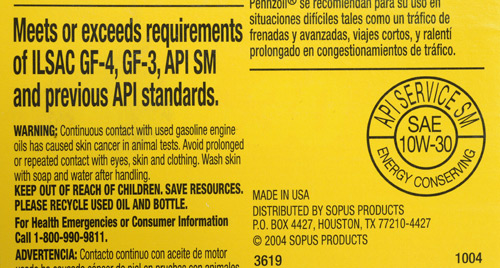 Meets or exceeds requirements
of ILSAC GF-4, GF-3, API SM
and previous API standards.
WARNING; Continuous contact with used gasoline engine
oils has caused skin cancer in animal tests. Avoid prolonged
or repeated contact with eyes, skin and clothing. Wash skin
with soap and water after handling.
KEEP OUT OF REACH OF CHILDREN. SAVE RESOURCES.
PLEASE RECYCLE USED OIL AND BOTTLE.
For Health Emergencies or Consumer Information
Call 1-800-990-9811.
ADVERTENCIA: Contacto continuo con aceite de motor
Pennzoil® se recomiendan para su uso en
situaciones difíciles tales como un tráfico de
frenadas y avanzadas, viajes cortos, y ralentí
prolongado en congestionamientos de tráfico.
API SERVICE SM
SAE
10W-30
ENERGY CONSERVING
MADE IN USA
DISTRIBUTED BY SOPUS PRODUCTS
P.O. BOX 4427, HOUSTON, TX 77210-4427
© 2004 SOPUS PRODUCTS
3619 1004